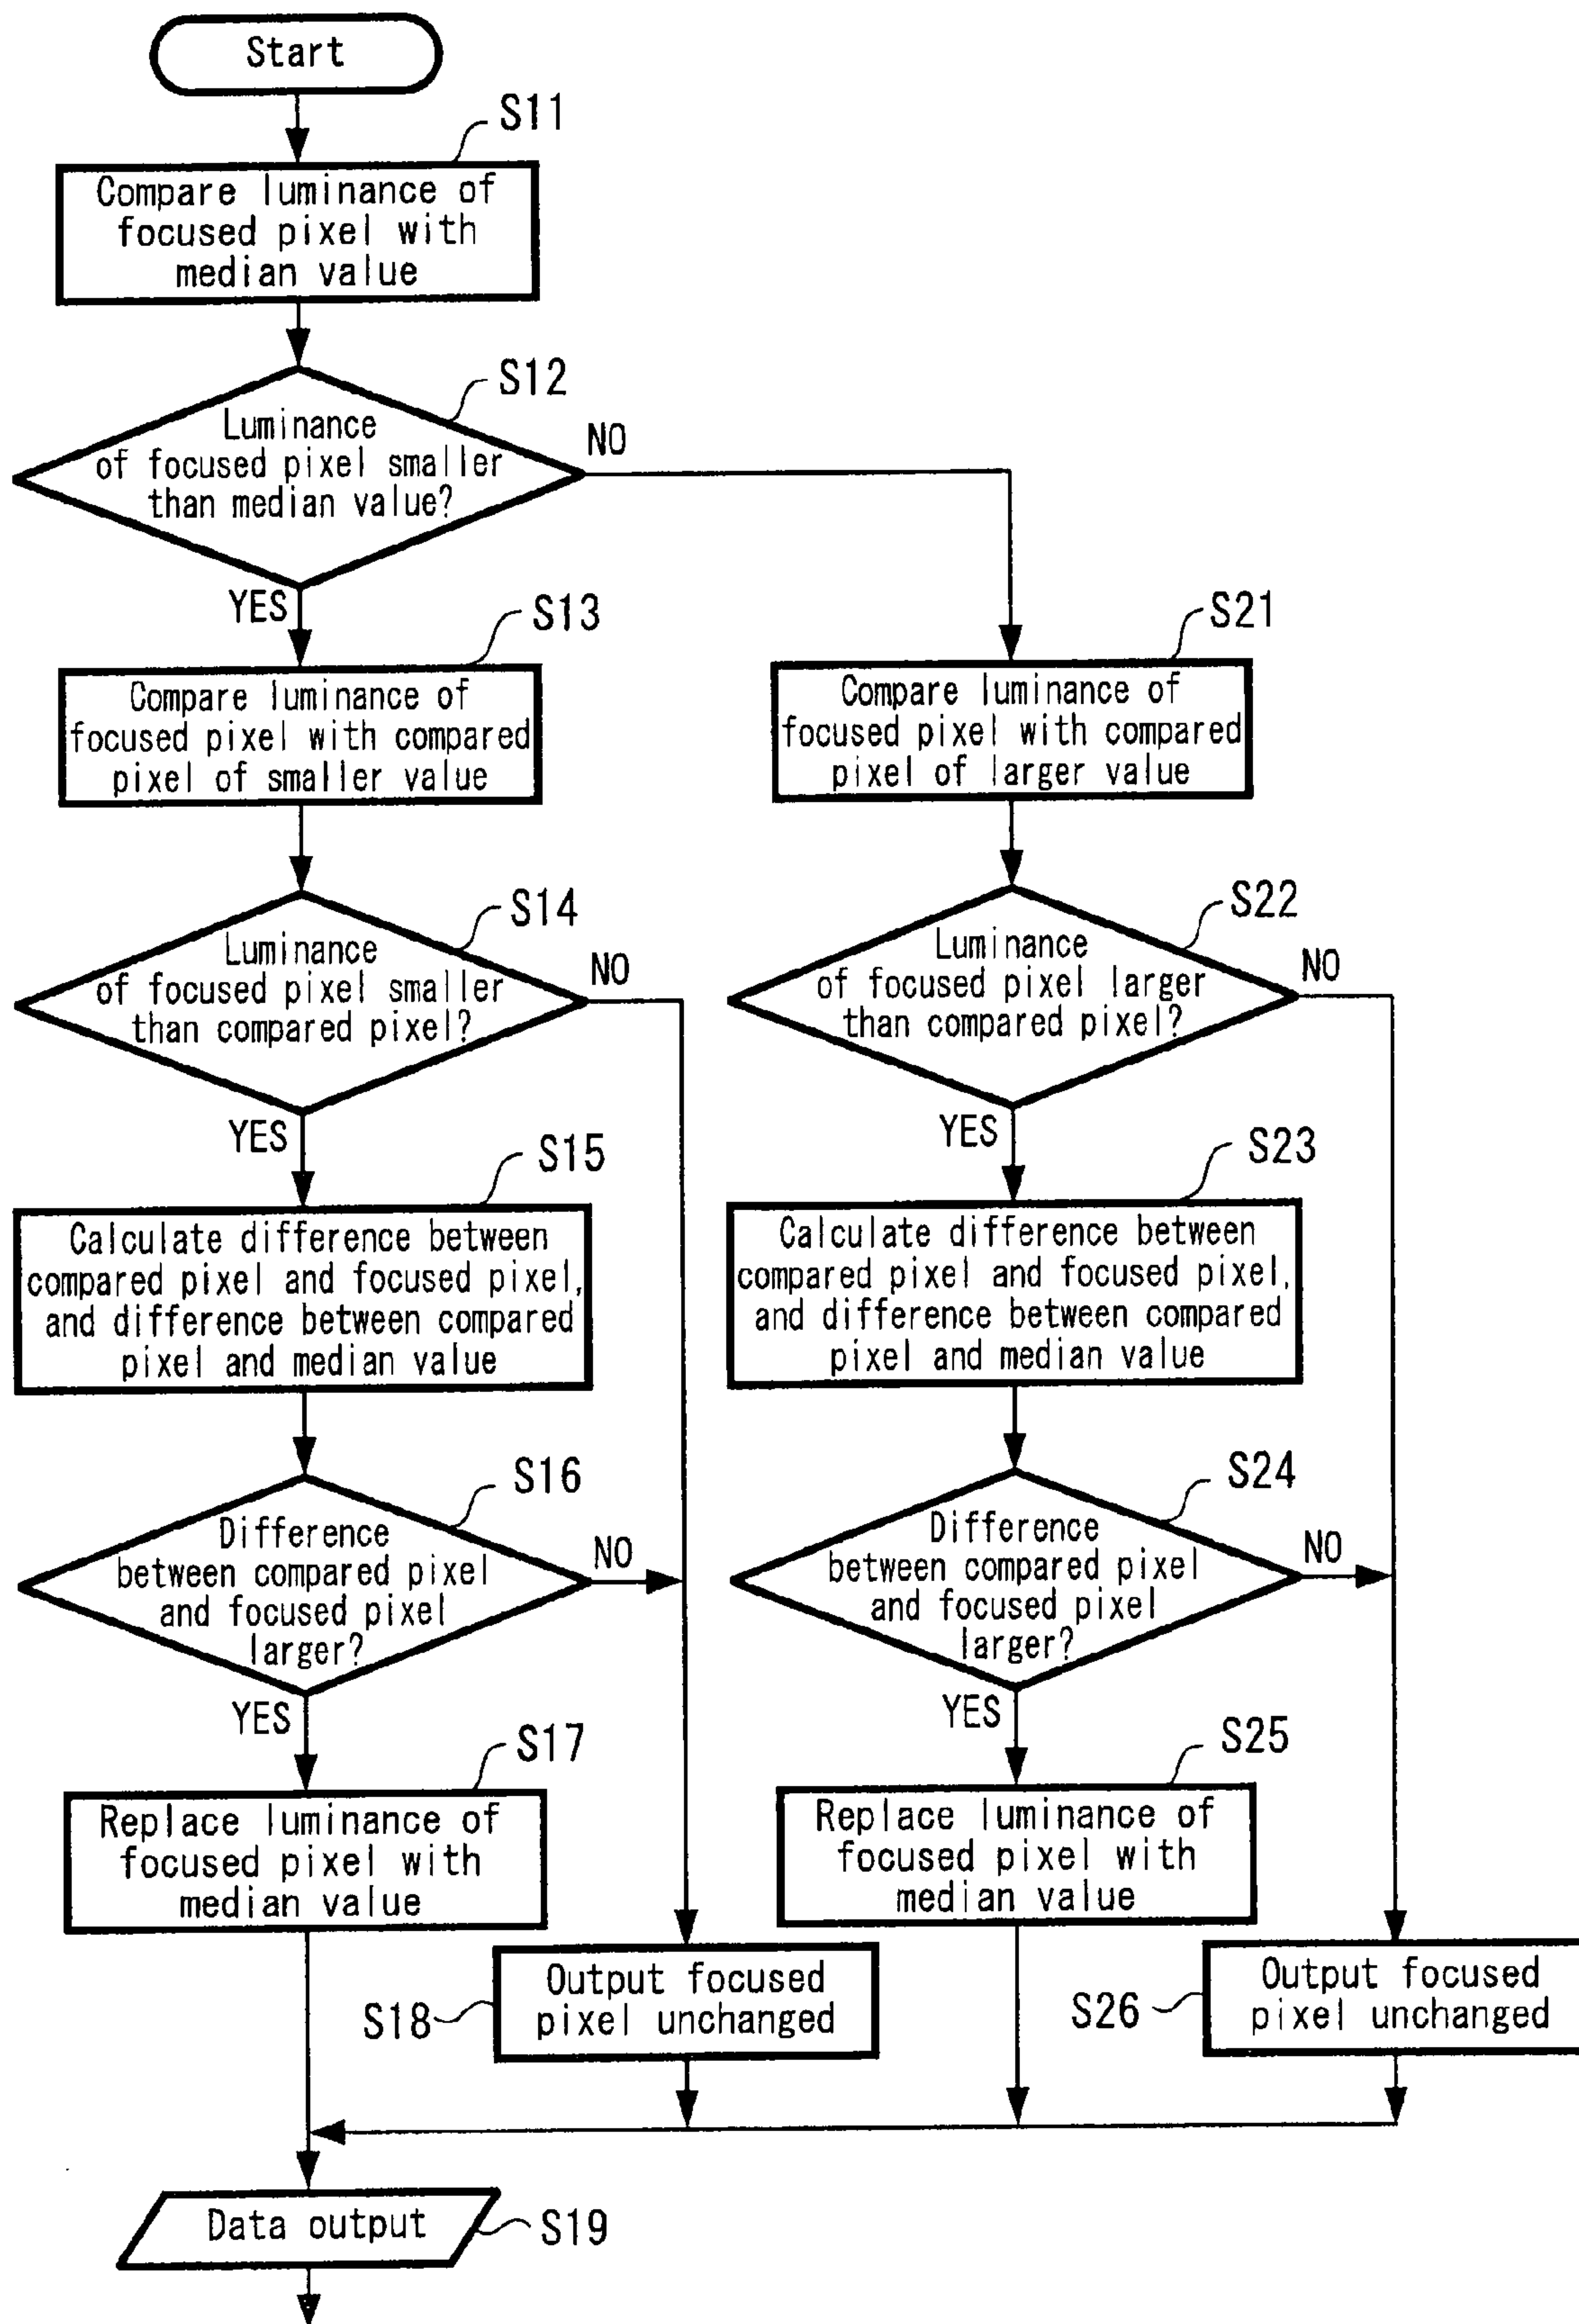 Start
S11
Compare luminance of
focused pixel with
median value
S12
Luminance
of focused pixel smaller
than median value?
NO
YES
S13
Compare luminance of
focused pixel with compared
pixel of smaller value
S14
Luminance
of focused pixel smaller
than compared pixel?
NO
YES
S15
Calculate difference between
compared pixel and focused pixel,
and difference between compared
pixel and median value
S16
Difference
between compared pixel
and focused pixel
larger?
NO
YES
S17
Replace luminance of
focused pixel with
median value
S18
Output focused
pixel unchanged
S21
Compare luminance of
focused pixel with compared
pixel of larger value
S22
Luminance
of focused pixel larger
than compared pixel?
NO
YES
S23
Calculate difference between
compared pixel and focused pixel,
and difference between compared
pixel and median value
S24
Difference
between compared pixel
and focused pixel
larger?
NO
YES
S25
Replace luminance of
focused pixel with
median value
S26
Output focused
pixel unchanged
Data output
S19